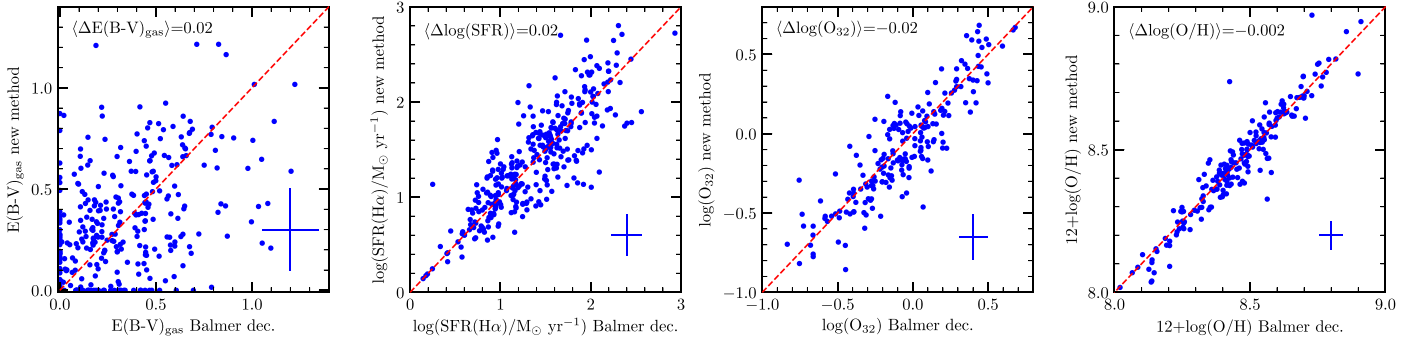 ⟨ΔE(B-V)gas⟩=0.02
1.0
0.5
0.0
0.0
0.5
1.0
E(B-V)gas new method
E(B-V)gas Balmer dec.
⟨Δlog(SFR)⟩=0.02
3
2
1
0
0
1
2
3
log(SFR(Hα)/M⊙ yr⁻¹) new method
log(SFR(Hα)/M⊙ yr⁻¹) Balmer dec.
⟨Δlog(O₃₂)⟩=−0.02
0.5
0.0
−0.5
−1.0
−1.0
−0.5
0.0
0.5
log(O₃₂) new method
log(O₃₂) Balmer dec.
⟨Δlog(O/H)⟩=−0.002
9.0
8.5
8.0
8.0
8.5
9.0
12+log(O/H) new method
12+log(O/H) Balmer dec.